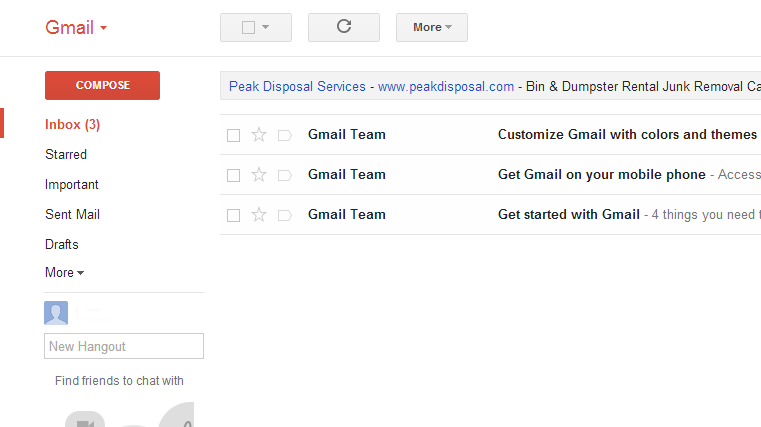 Gmail
More
COMPOSE
Peak Disposal Services - www.peakdisposal.com - Bin & Dumpster Rental Junk Removal Ca
Inbox (3)
Gmail Team Customize Gmail with colors and themes
Starred
Gmail Team Get Gmail on your mobile phone - Access
Important
Gmail Team Get started with Gmail - 4 things you need t
Sent Mail
Drafts
More
New Hangout
Find friends to chat with